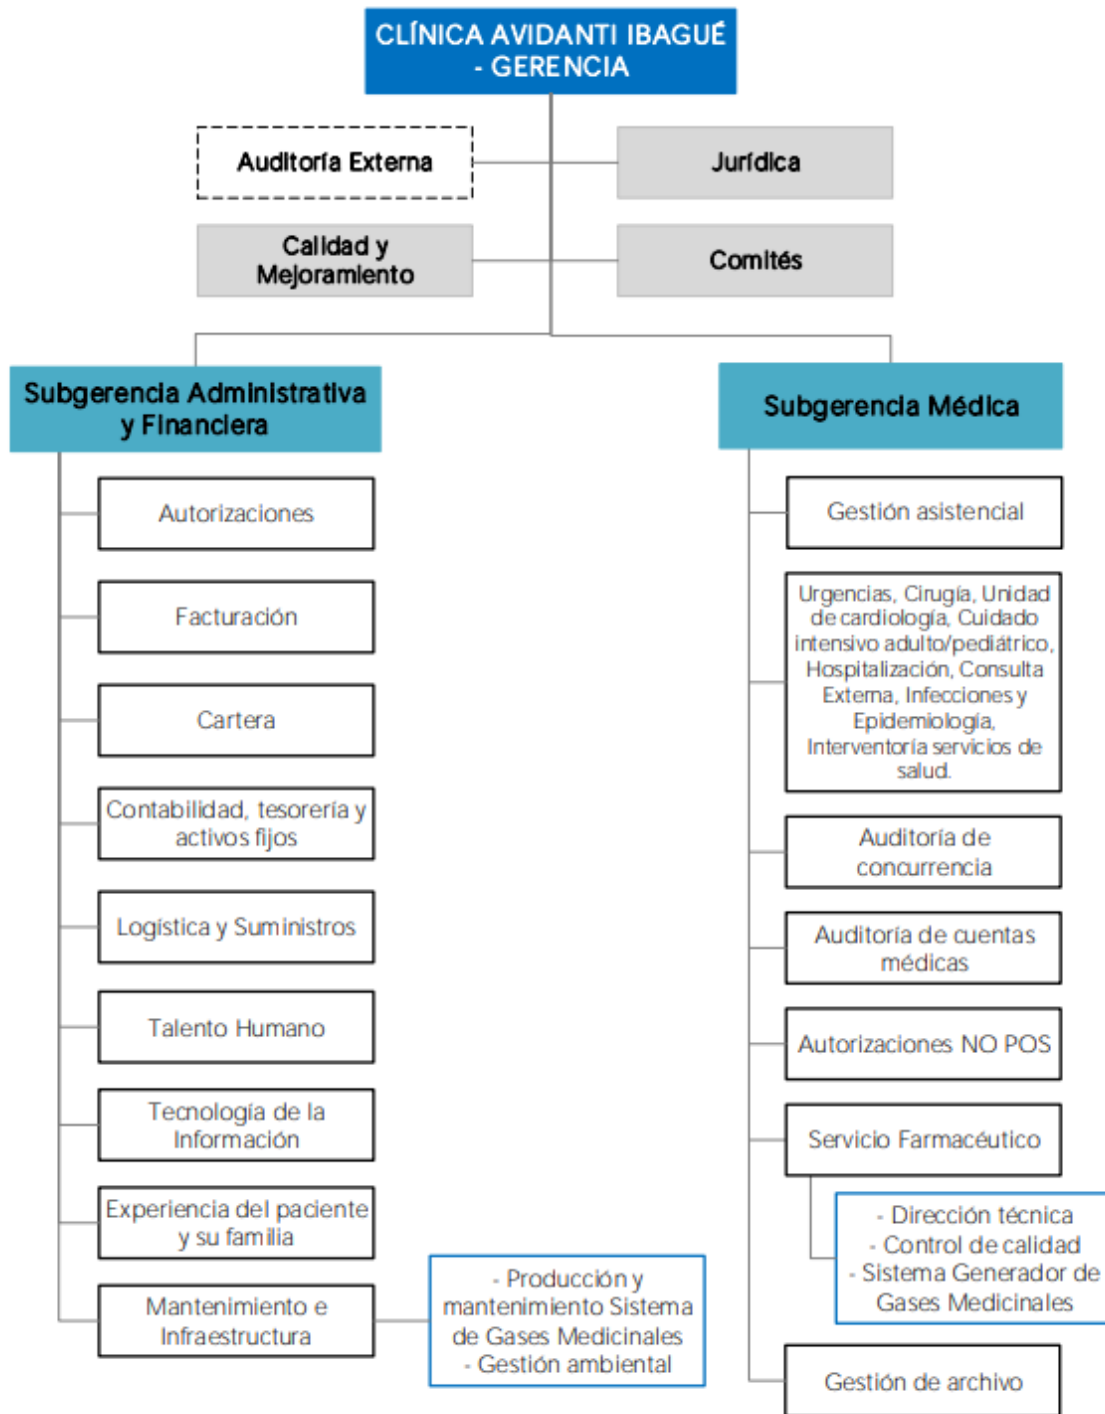 CLÍNICA AVIDANTI IBAGUÉ
- GERENCIA
Auditoría Externa
Jurídica
Calidad y
Mejoramiento
Comités
Subgerencia Administrativa
y Financiera
Autorizaciones
Facturación
Cartera
Contabilidad, tesorería y
activos fijos
Logística y Suministros
Talento Humano
Tecnología de la
Información
Experiencia del paciente
y su familia
Mantenimiento e
Infraestructura
- Producción y
mantenimiento Sistema
de Gases Medicinales
- Gestión ambiental
Subgerencia Médica
Gestión asistencial
Urgencias, Cirugía, Unidad
de cardiología, Cuidado
intensivo adulto/pediátrico,
Hospitalización, Consulta
Externa, Infecciones y
Epidemiología,
Interventoría servicios de
salud.
Auditoría de
concurrencia
Auditoría de cuentas
médicas
Autorizaciones NO POS
Servicio Farmacéutico
- Dirección técnica
- Control de calidad
- Sistema Generador de
Gases Medicinales
Gestión de archivo